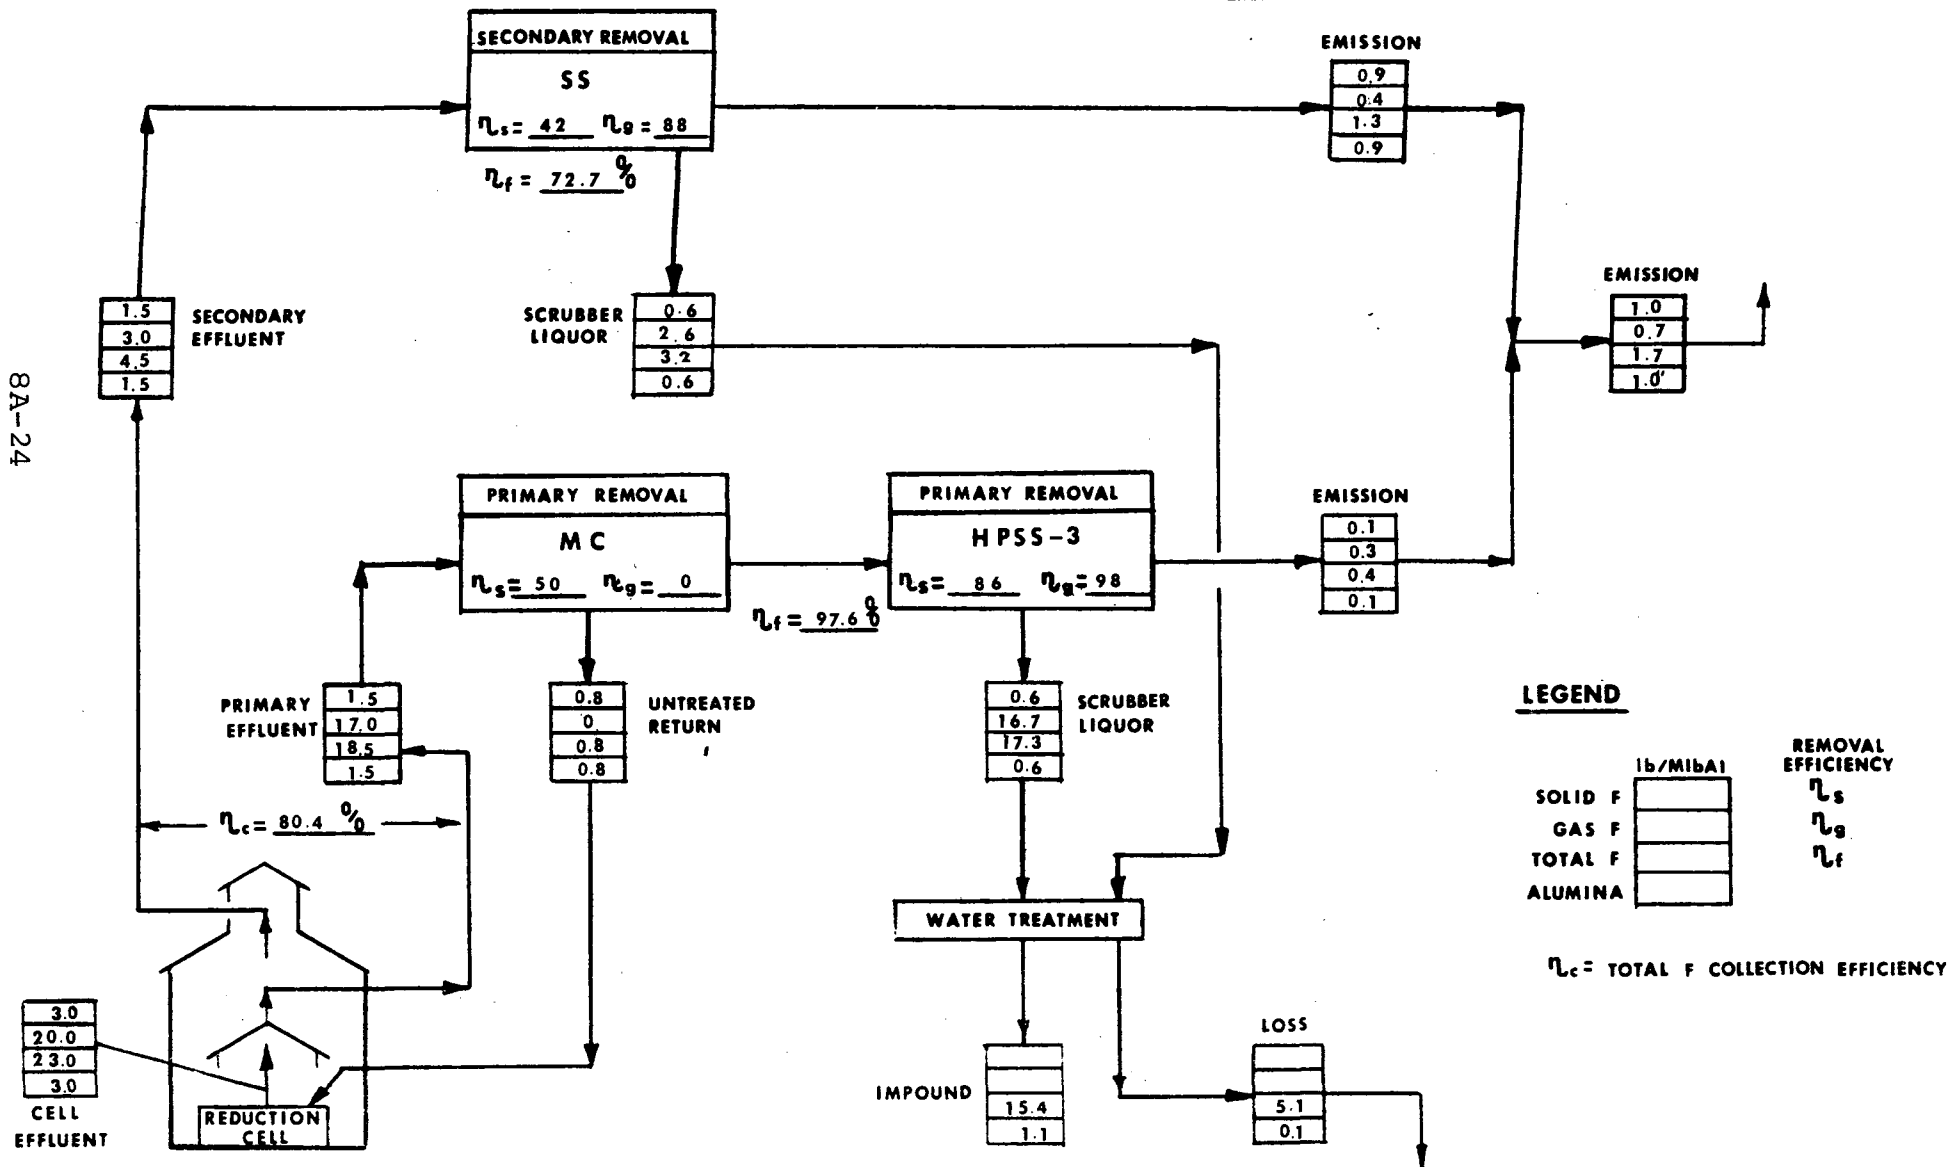 SECONDARY REMOVAL
SS
ηs= 42 ηg= 88
ηf = 72.7 %
EMISSION
0.9
0.4
1.3
0.9
SECONDARY
EFFLUENT
1.5
3.0
4.5
1.5
SCRUBBER
LIQUOR
0.6
2.6
3.2
0.6
EMISSION
1.0
0.7
1.7
1.0
8A-24
PRIMARY REMOVAL
MC
ηs= 50 ηg= 0
PRIMARY REMOVAL
HPSS-3
ηs= 86 ηg= 98
ηf = 97.6 %
EMISSION
0.1
0.3
0.4
0.1
PRIMARY
EFFLUENT
1.5
17.0
18.5
1.5
0.8
0
0.8
0.8
UNTREATED
RETURN
0.6
16.7
17.3
0.6
SCRUBBER
LIQUOR
LEGEND
lb/MlbAl
REMOVAL
EFFICIENCY
SOLID F ηs
GAS F ηg
TOTAL F ηf
ALUMINA
ηc= TOTAL F COLLECTION EFFICIENCY
ηc= 80.4 %
WATER TREATMENT
3.0
20.0
23.0
3.0
CELL
EFFLUENT
REDUCTION
CELL
IMPOUND
15.4
1.1
LOSS
5.1
0.1